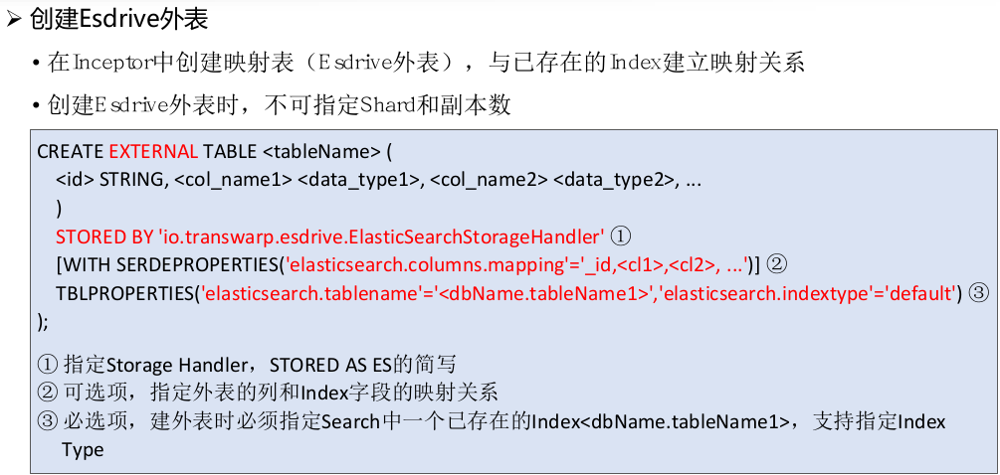 ➢ 创建Esdrive外表
• 在Inceptor中创建映射表（Esdrive外表），与已存在的Index建立映射关系
• 创建Esdrive外表时，不可指定Shard和副本数
CREATE EXTERNAL TABLE <tableName> (
<id> STRING, <col_name1> <data_type1>, <col_name2> <data_type2>, ...
)
STORED BY 'io.transwarp.esdrive.ElasticSearchStorageHandler' ①
[WITH SERDEPROPERTIES('elasticsearch.columns.mapping'='_id,<cl1>,<cl2>, ...')] ②
TBLPROPERTIES('elasticsearch.tablename'='<dbName.tableName1>','elasticsearch.indextype'='default') ③
);
① 指定Storage Handler，STORED AS ES的简写
② 可选项，指定外表的列和Index字段的映射关系
③ 必选项，建外表时必须指定Search中一个已存在的Index<dbName.tableName1>，支持指定Index
Type